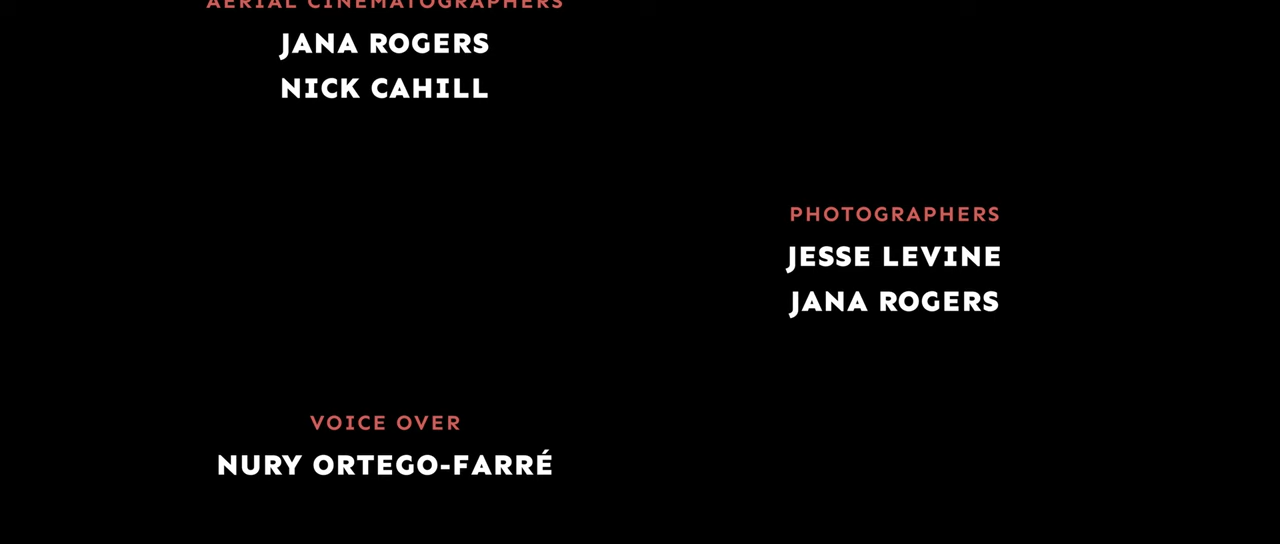 AERIAL CINEMATOGRAPHERS
JANA ROGERS
NICK CAHILL
PHOTOGRAPHERS
JESSE LEVINE
JANA ROGERS
VOICE OVER
NURY ORTEGO-FARRÉ